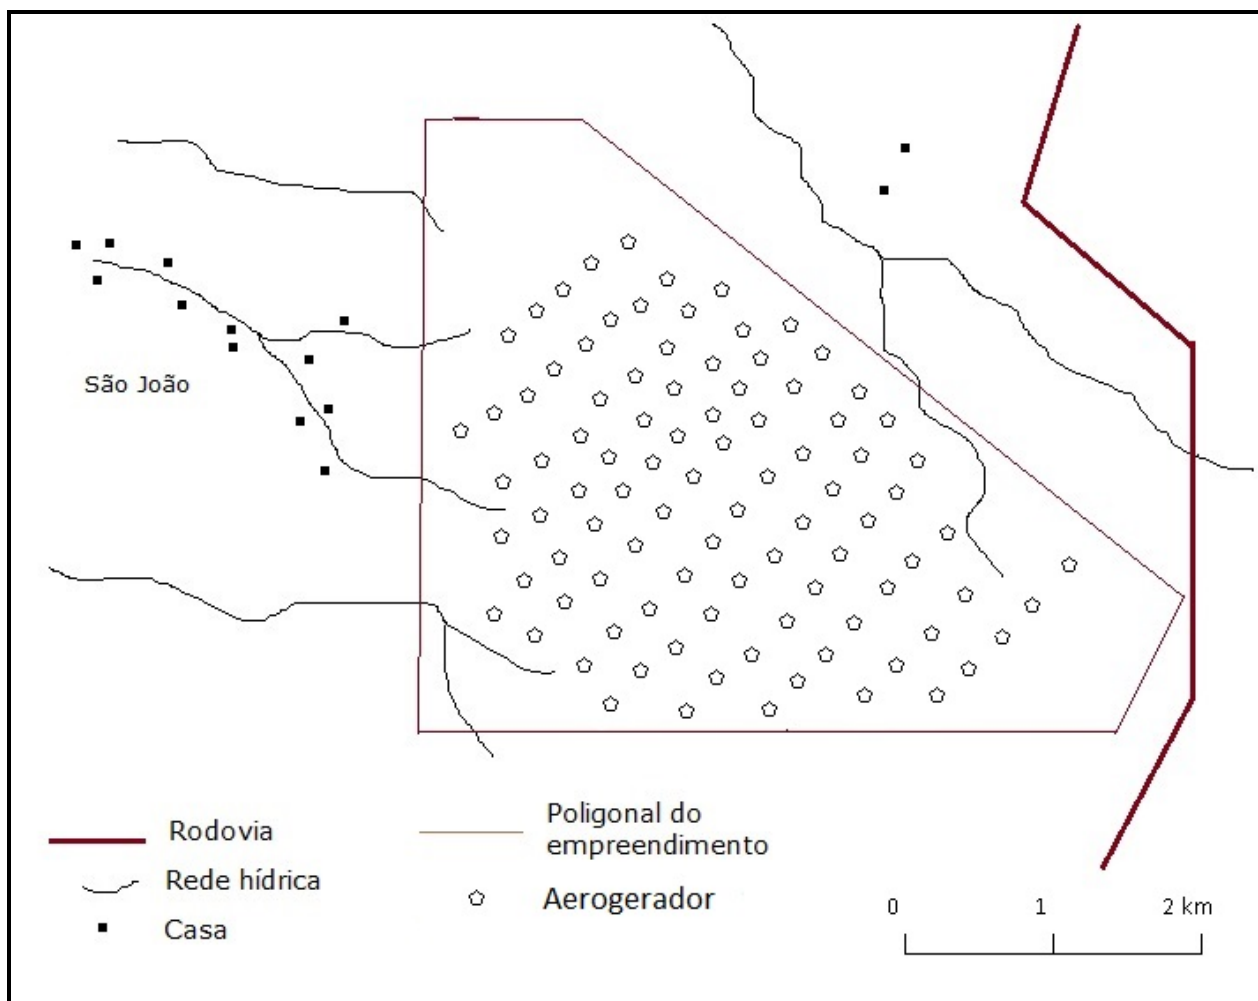 São João
Rodovia
Rede hídrica
Casa
Poligonal do
empreendimento
Aerogerador
0 1 2 km